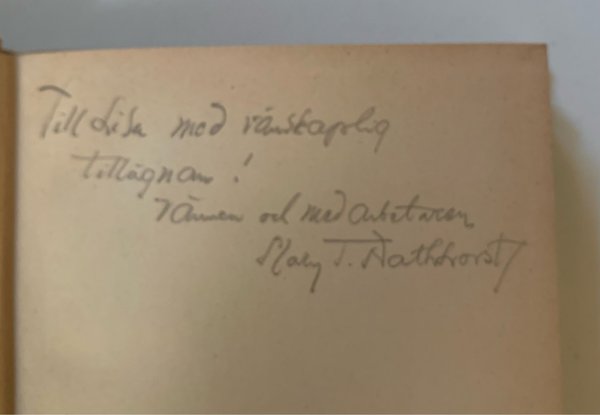 Till Lisa med vänskaplig
tillägnan!
Vännen och medarbetaren,
Mary T. Nathhorst